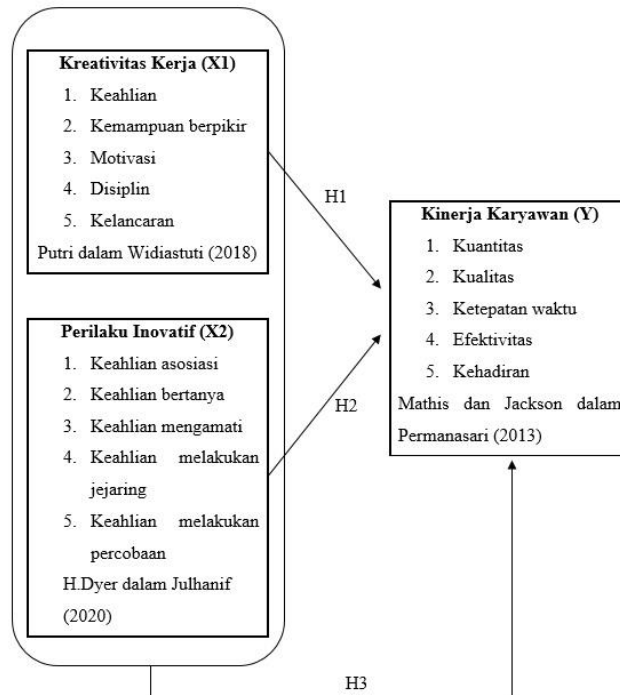 Kreativitas Kerja (X1)
1. Keahlian
2. Kemampuan berpikir
3. Motivasi
4. Disiplin
5. Kelancaran
Putri dalam Widiastuti (2018)
H1
Kinerja Karyawan (Y)
1. Kuantitas
2. Kualitas
3. Ketepatan waktu
4. Efektivitas
5. Kehadiran
Mathis dan Jackson dalam
Permanasari (2013)
Perilaku Inovatif (X2)
1. Keahlian asosiasi
2. Keahlian bertanya
3. Keahlian mengamati
4. Keahlian melakukan
jejaring
5. Keahlian melakukan
percobaan
H.Dyer dalam Julhanif
(2020)
H2
H3